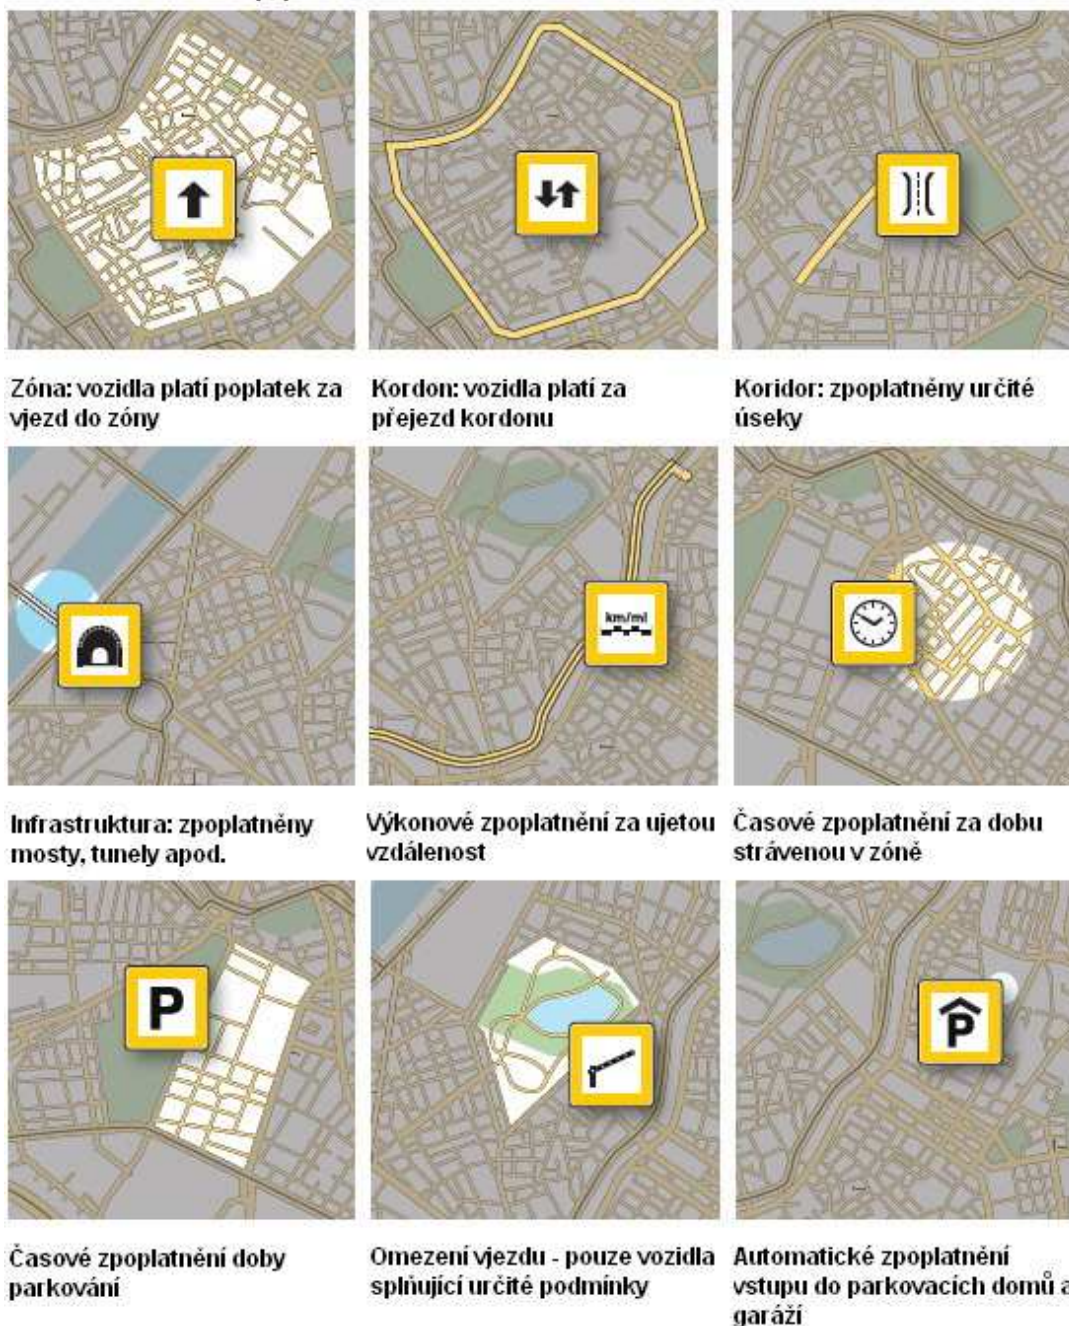 Zóna: vozidla platí poplatek za
vjezd do zóny
Kordon: vozidla platí za
přejezd kordonu
Koridor: zpoplatněny určité
úseky
km/ml
Infrastruktura: zpoplatněny
mosty, tunely apod.
Výkonové zpoplatnění za ujetou
vzdálenost
Časové zpoplatnění za dobu
strávenou v zóně
P
P
Časové zpoplatnění doby
parkování
Omezení vjezdu - pouze vozidla
splňující určité podmínky
Automatické zpoplatnění
vstupu do parkovacích domů a
garáží